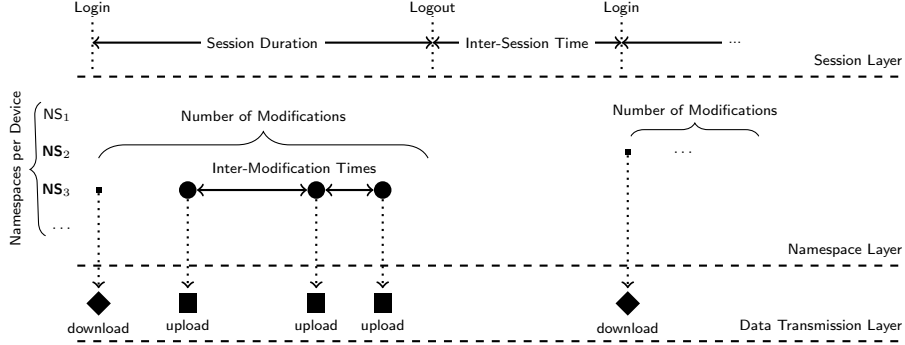 Login
Logout
Login
Session Duration
Inter-Session Time
...
Session Layer
Namespaces per Device
NS1
NS2
NS3
...
Number of Modifications
Inter-Modification Times
Number of Modifications
...
Namespace Layer
download
upload
upload
upload
download
Data Transmission Layer